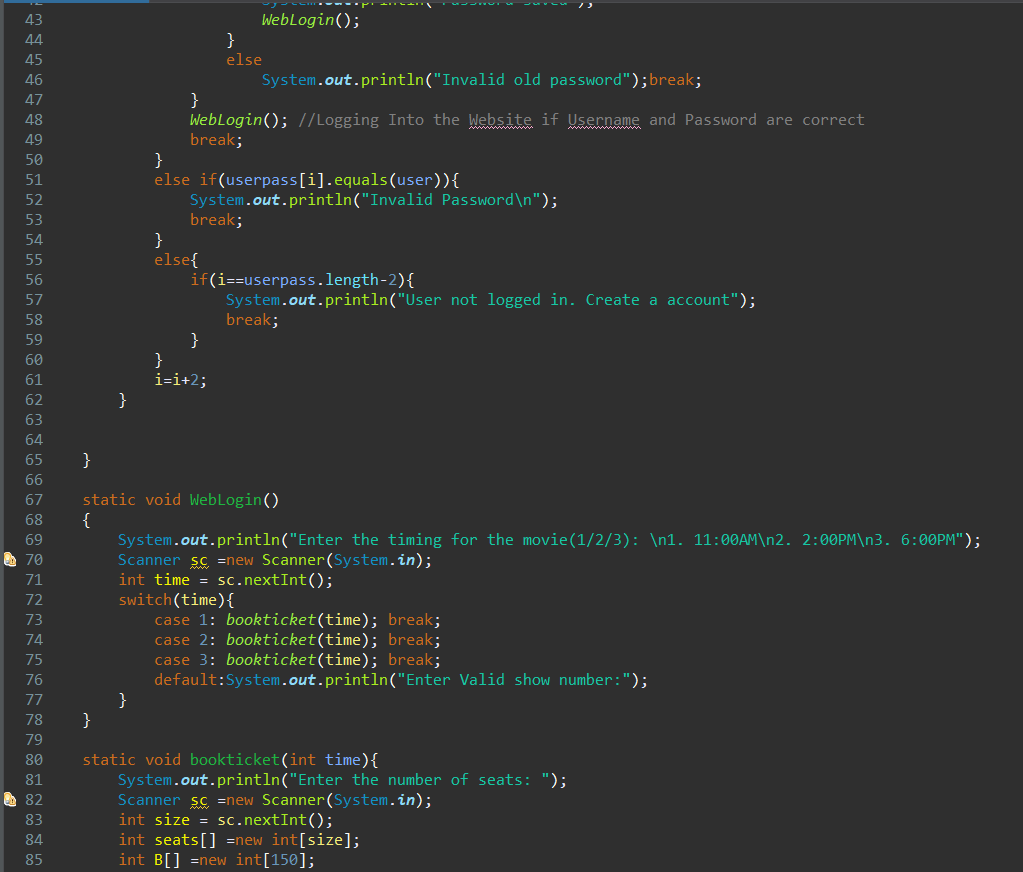 43 WebLogin();
44 }
45 else
46 System.out.println("Invalid old password");break;
47 }
48 WebLogin(); //Logging Into the Website if Username and Password are correct
49 break;
50 }
51 else if(userpass[i].equals(user)){
52 System.out.println("Invalid Password\n");
53 break;
54 }
55 else{
56 if(i==userpass.length-2){
57 System.out.println("User not logged in. Create a account");
58 break;
59 }
60 }
61 i=i+2;
62 }
63
64
65 }
66
67 static void WebLogin()
68 {
69 System.out.println("Enter the timing for the movie(1/2/3): \n1. 11:00AM\n2. 2:00PM\n3. 6:00PM");
70 Scanner sc =new Scanner(System.in);
71 int time = sc.nextInt();
72 switch(time){
73 case 1: bookticket(time); break;
74 case 2: bookticket(time); break;
75 case 3: bookticket(time); break;
76 default:System.out.println("Enter Valid show number:");
77 }
78 }
79
80 static void bookticket(int time){
81 System.out.println("Enter the number of seats: ");
82 Scanner sc =new Scanner(System.in);
83 int size = sc.nextInt();
84 int seats[] =new int[size];
85 int B[] =new int[150];